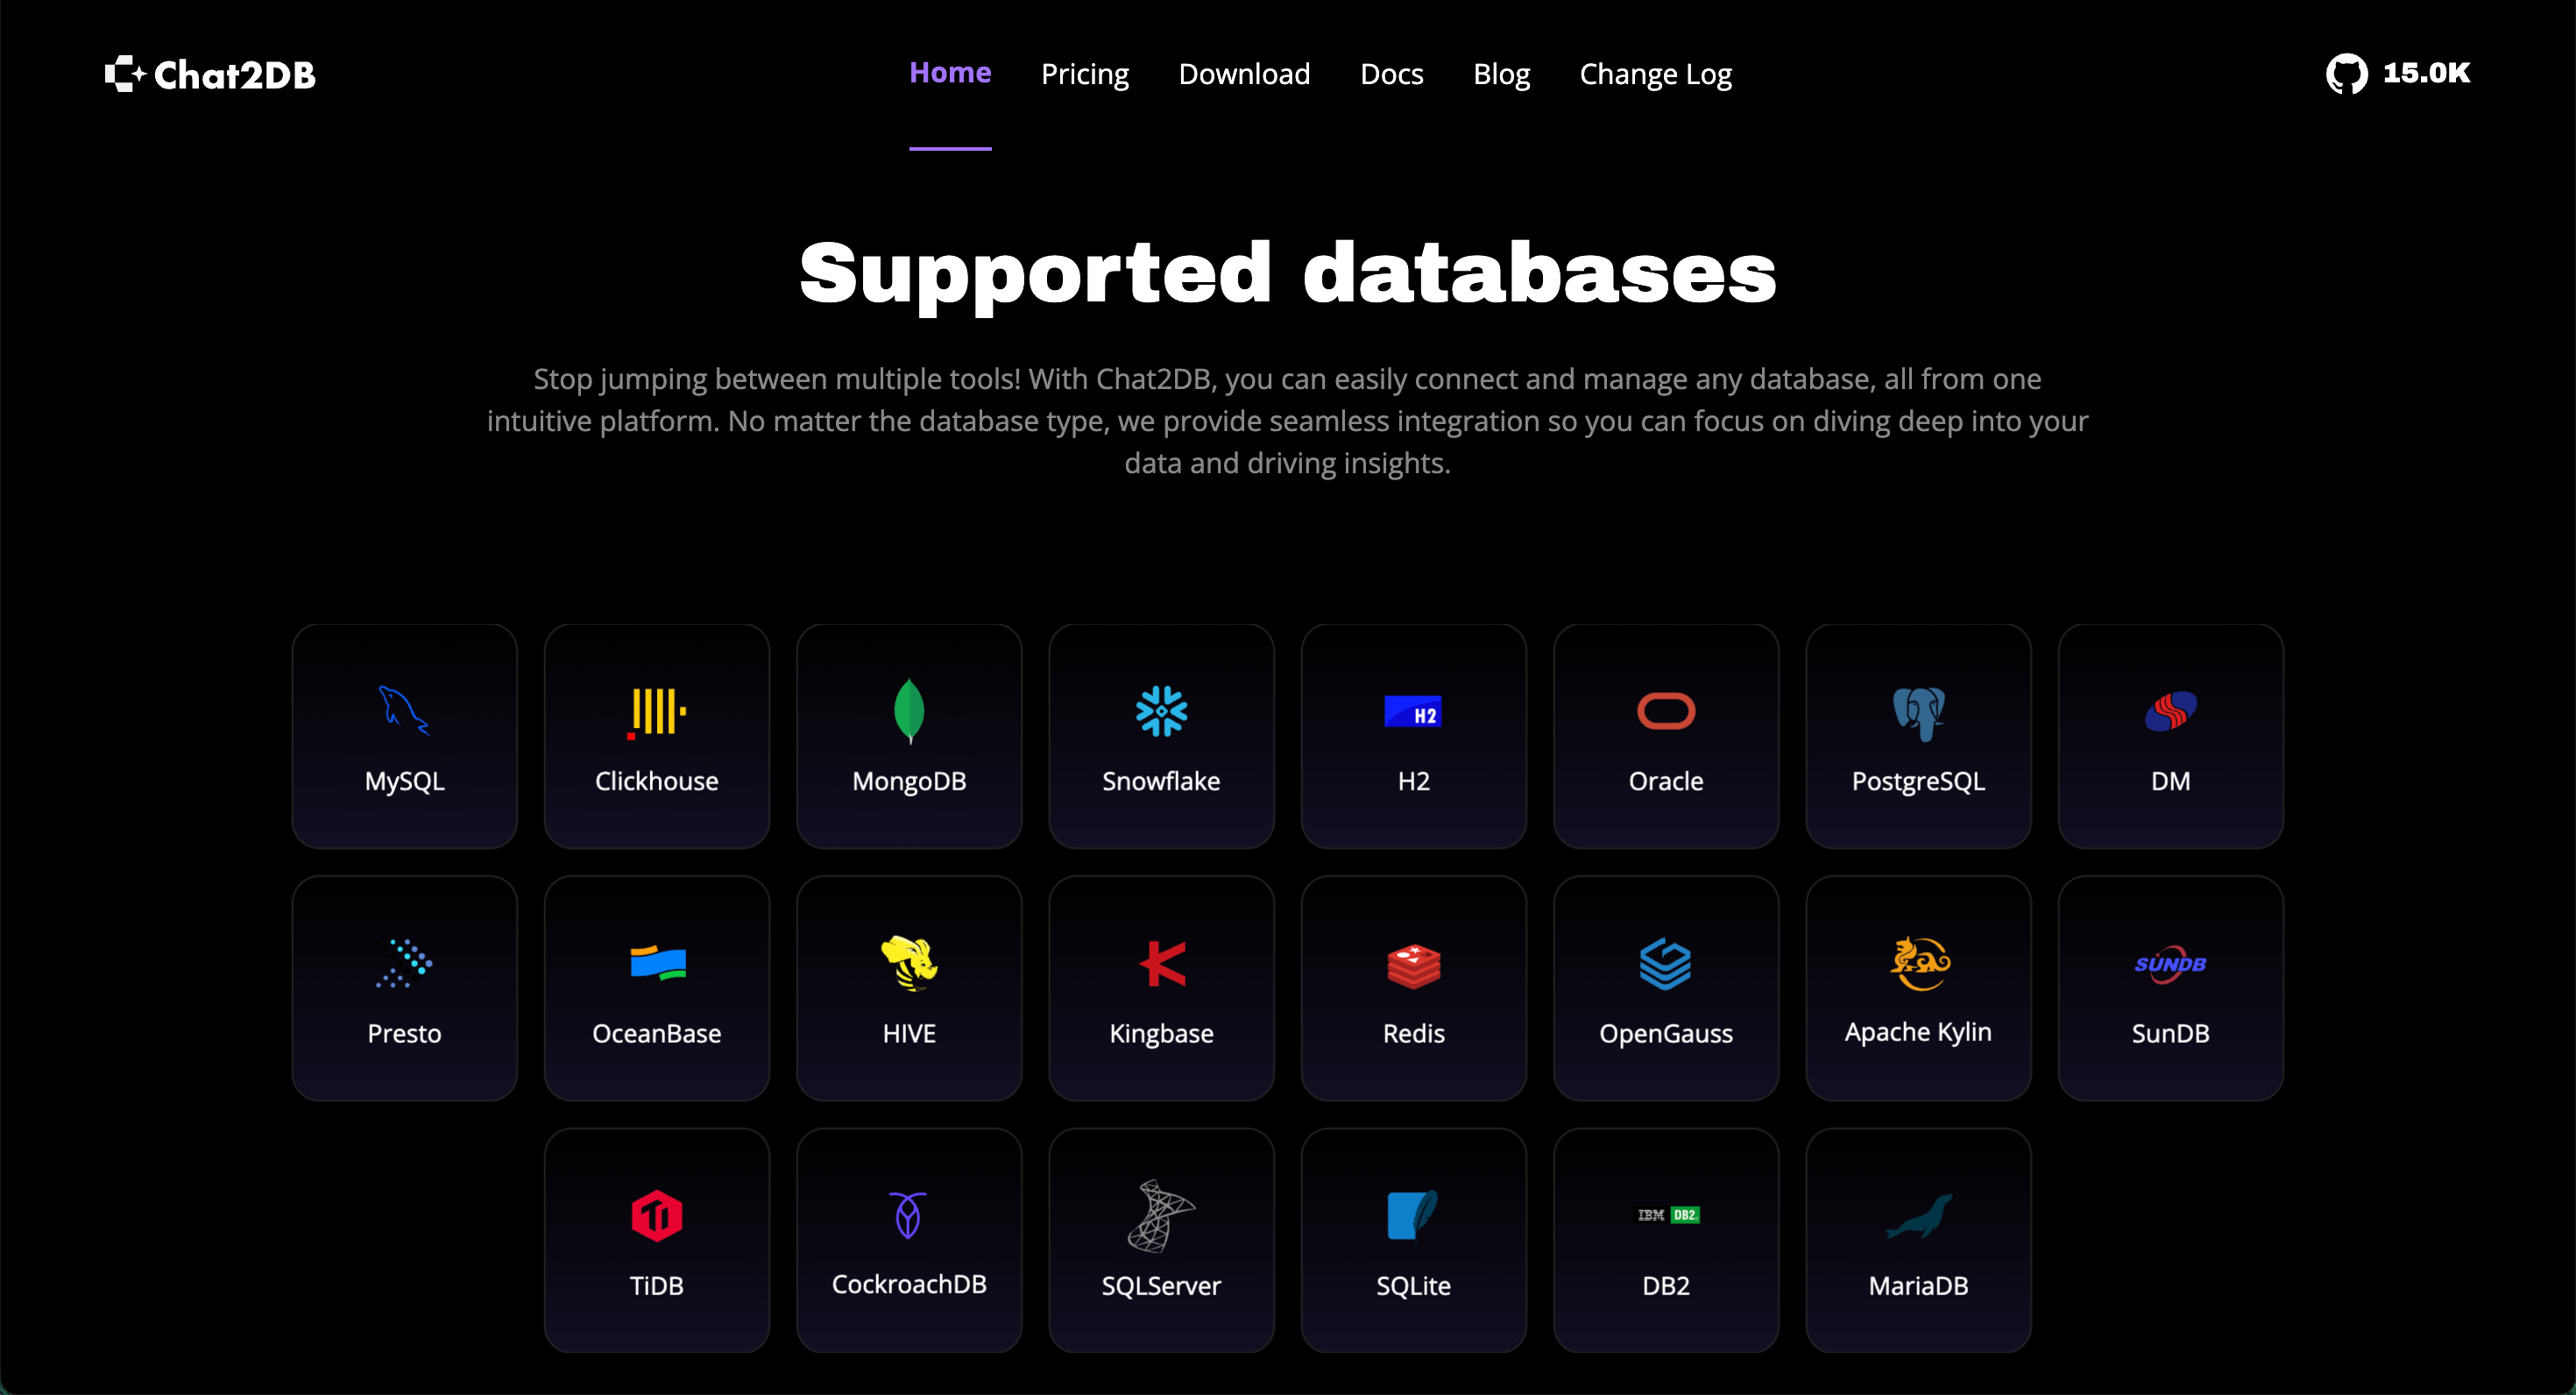 Chat2DB
Home Pricing Download Docs Blog Change Log
15.0K
Supported databases
Stop jumping between multiple tools! With Chat2DB, you can easily connect and manage any database, all from one
intuitive platform. No matter the database type, we provide seamless integration so you can focus on diving deep into your
data and driving insights.
H2
MySQL Clickhouse MongoDB Snowflake H2 Oracle PostgreSQL DM
SUNDB
Presto OceanBase HIVE Kingbase Redis OpenGauss Apache Kylin SunDB
Ti IBM DB2
TiDB CockroachDB SQLServer SQLite DB2 MariaDB